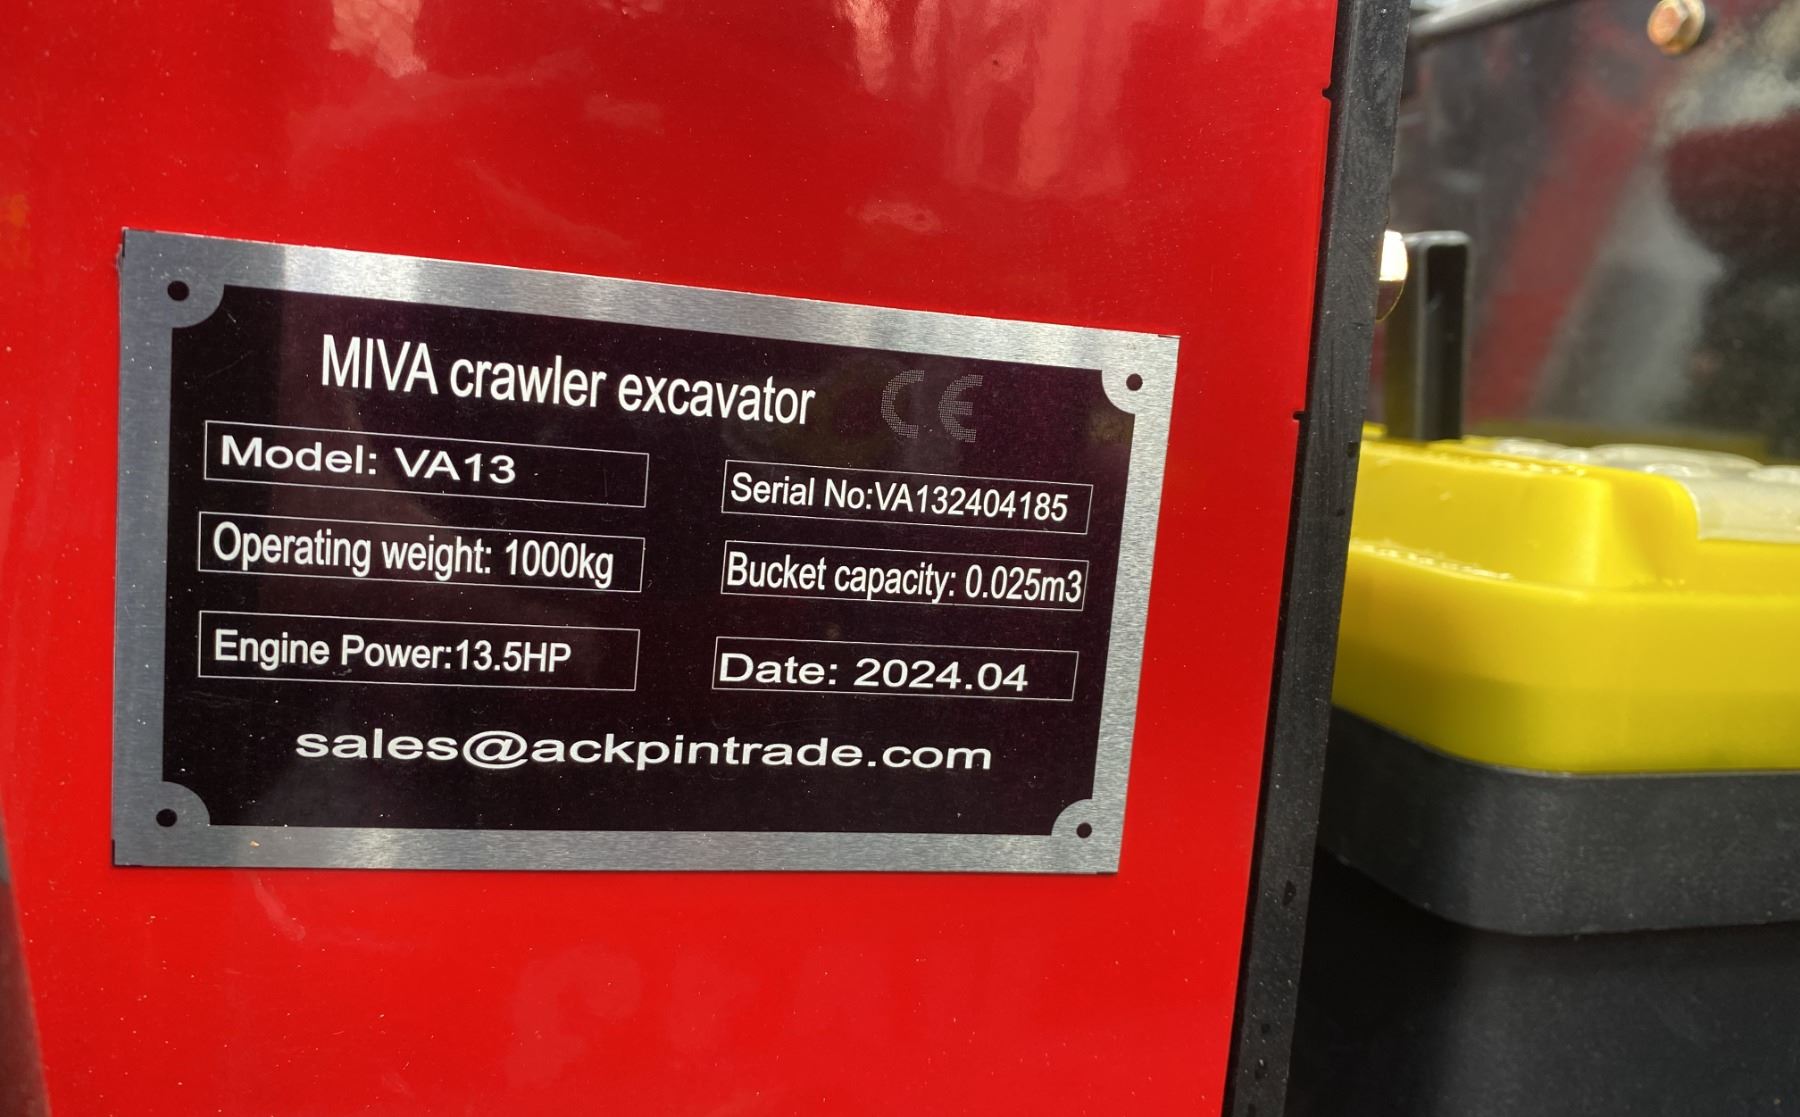 MIVA crawler excavator CE
Model: VA13
Serial No:VA132404185
Operating weight: 1000kg
Bucket capacity: 0.025m3
Engine Power:13.5HP
Date: 2024.04
sales@ackpintrade.com